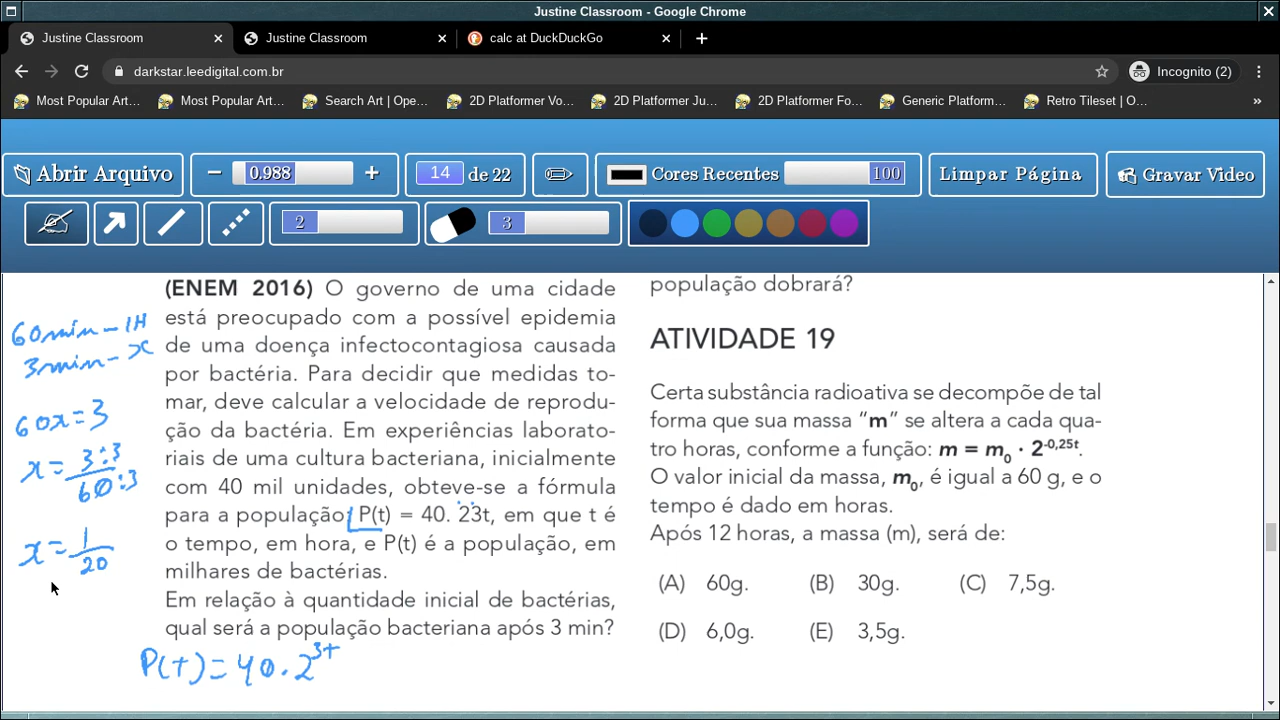 Justine Classroom - Google Chrome
Justine Classroom
Justine Classroom
calc at DuckDuckGo
darkstar.leedigital.com.br
Incognito (2)
Most Popular Art...
Most Popular Art...
Search Art | Ope...
2D Platformer Vo...
2D Platformer Ju...
2D Platformer Fo...
Generic Platform...
Retro Tileset | O...
»
Abrir Arquivo
− 0,988 +
14 de 22
Cores Recentes 100
Limpar Página
Gravar Video
2
3
60min - 1H
3min - x
60x = 3
x = 3:3
60:3
x = 1
20
(ENEM 2016) O governo de uma cidade
está preocupado com a possível epidemia
de uma doença infectocontagiosa causada
por bactéria. Para decidir que medidas to-
mar, deve calcular a velocidade de reprodu-
ção da bactéria. Em experiências laborato-
riais de uma cultura bacteriana, inicialmente
com 40 mil unidades, obteve-se a fórmula
para a população: P(t) = 40. 23t, em que t é
o tempo, em hora, e P(t) é a população, em
milhares de bactérias.
Em relação à quantidade inicial de bactérias,
qual será a população bacteriana após 3 min?
P(t) = 40 . 2³ᵗ
população dobrará?
ATIVIDADE 19
Certa substância radioativa se decompõe de tal
forma que sua massa “m” se altera a cada qua-
tro horas, conforme a função: m = m₀ · 2^-0,25t.
O valor inicial da massa, m₀, é igual a 60 g, e o
tempo é dado em horas.
Após 12 horas, a massa (m), será de:
(A) 60g. (B) 30g. (C) 7,5g.
(D) 6,0g. (E) 3,5g.